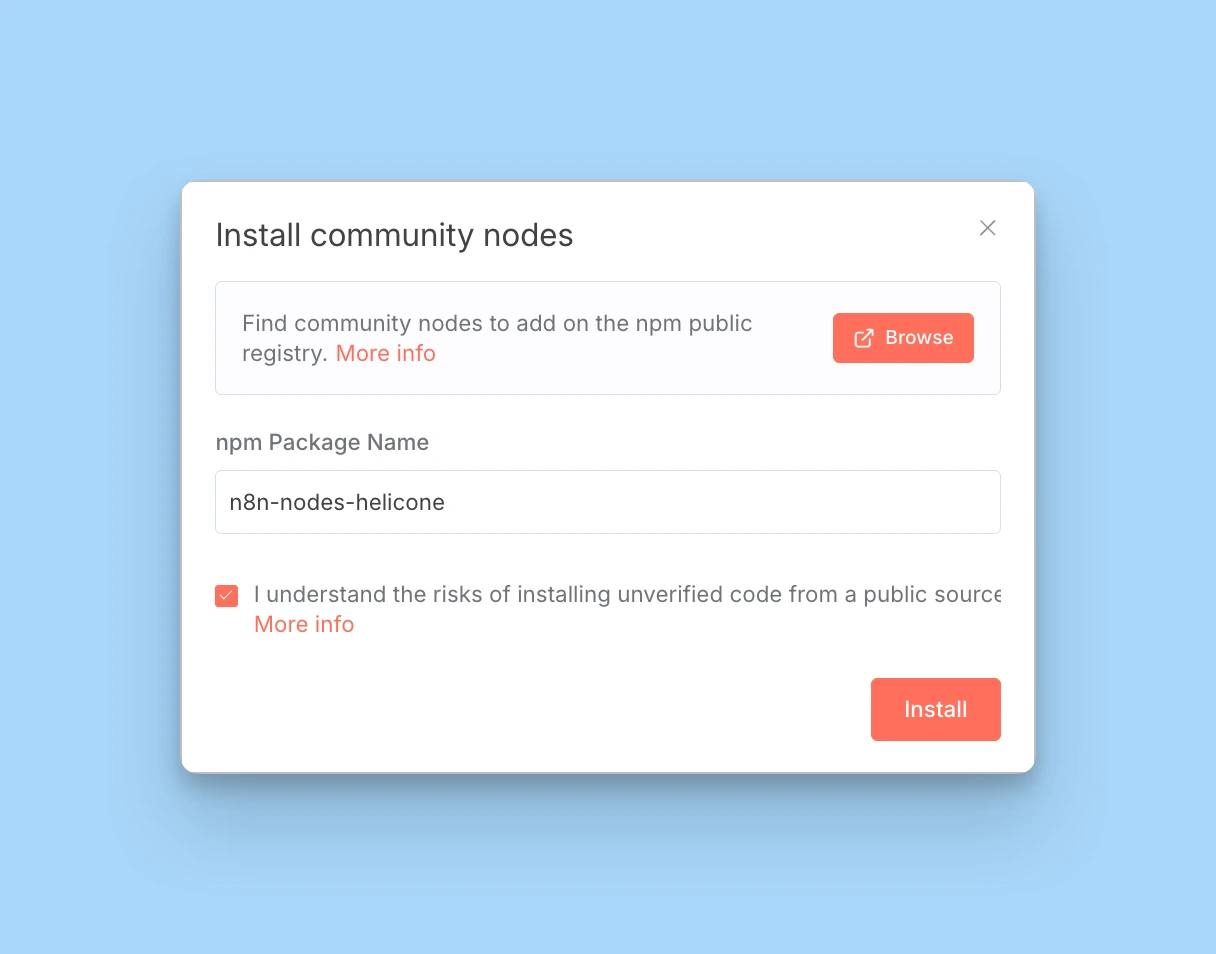 Install community nodes
Find community nodes to add on the npm public
registry. More info
Browse
npm Package Name
n8n-nodes-helicone
I understand the risks of installing unverified code from a public source
More info
Install